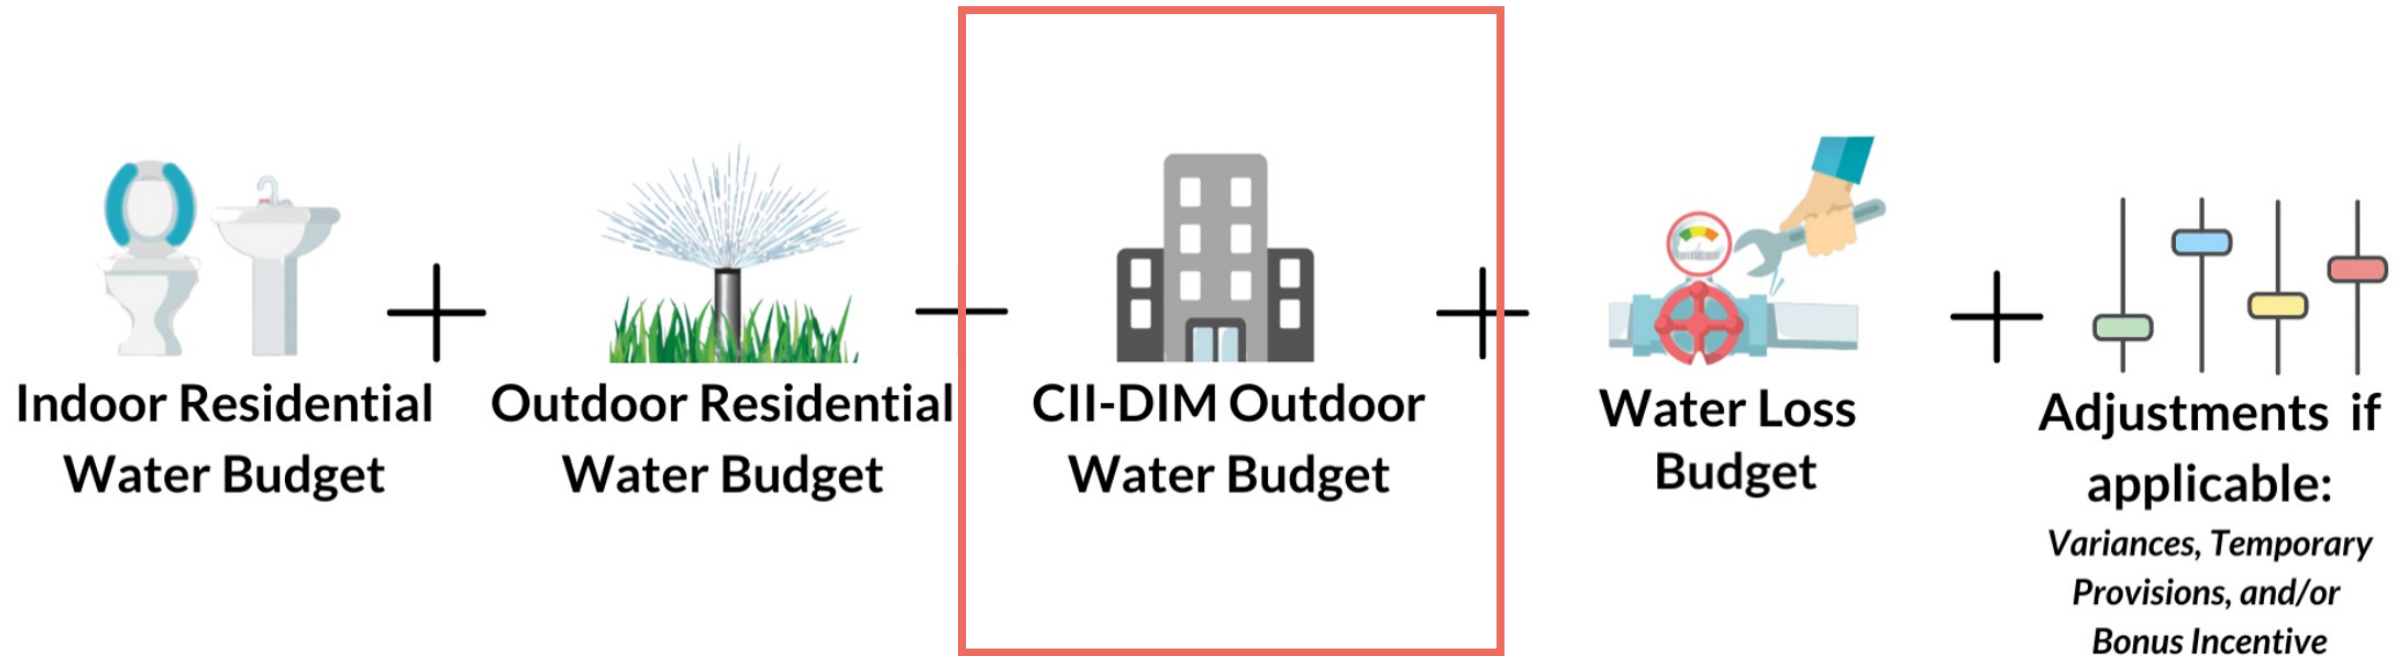 Indoor Residential
Water Budget
+
Outdoor Residential
Water Budget
—
CII-DIM Outdoor
Water Budget
+
Water Loss
Budget
+
Adjustments if
applicable:
Variances, Temporary
Provisions, and/or
Bonus Incentive